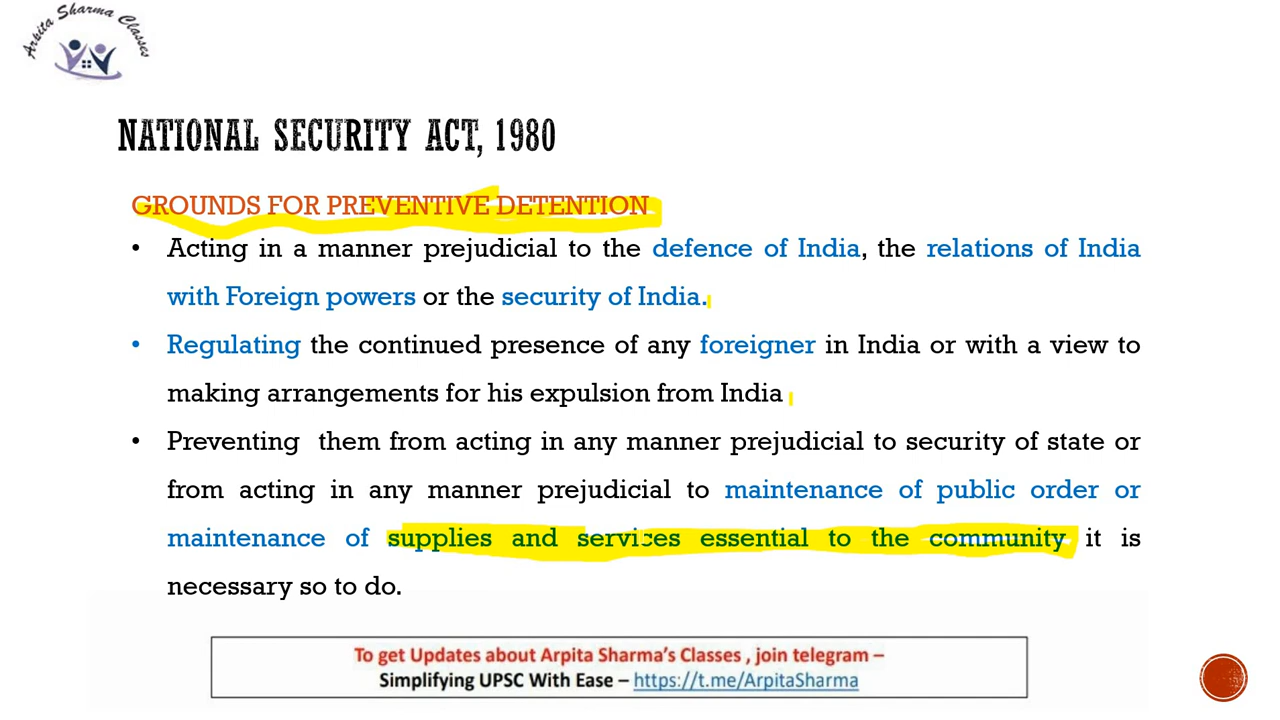 Arpita Sharma Classes
NATIONAL SECURITY ACT, 1980
GROUNDS FOR PREVENTIVE DETENTION
• Acting in a manner prejudicial to the defence of India, the relations of India
with Foreign powers or the security of India.
• Regulating the continued presence of any foreigner in India or with a view to
making arrangements for his expulsion from India
• Preventing them from acting in any manner prejudicial to security of state or
from acting in any manner prejudicial to maintenance of public order or
maintenance of supplies and services essential to the community it is
necessary so to do.
To get Updates about Arpita Sharma's Classes , join telegram –
Simplifying UPSC With Ease – https://t.me/ArpitaSharma